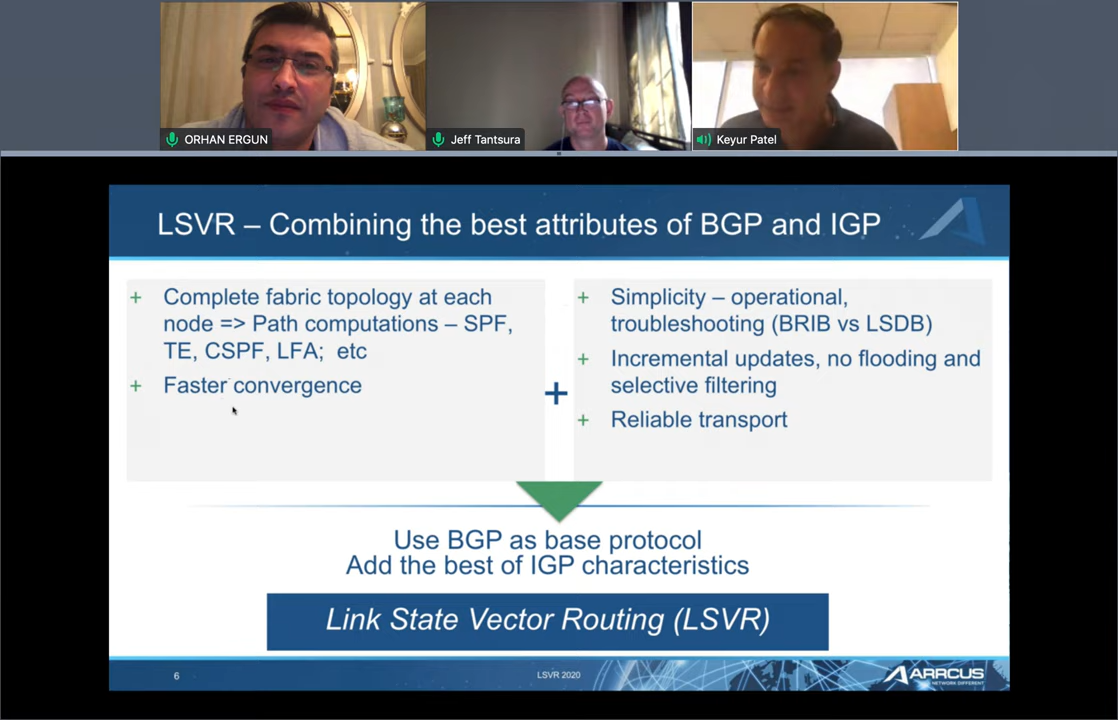 ORHAN ERGUN
Jeff Tantsura
Keyur Patel
LSVR – Combining the best attributes of BGP and IGP
+ Complete fabric topology at each
node => Path computations – SPF,
TE, CSPF, LFA; etc
+ Faster convergence
+
+ Simplicity – operational,
troubleshooting (BRIB vs LSDB)
+ Incremental updates, no flooding and
selective filtering
+ Reliable transport
Use BGP as base protocol
Add the best of IGP characteristics
Link State Vector Routing (LSVR)
6
LSVR 2020
ARRCUS
NETWORK DIFFERENT